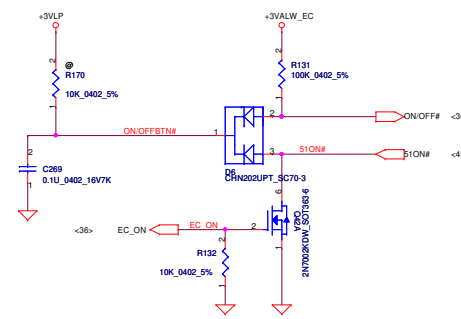 +3VLP
+3VALW_EC
2
@
R170
10K_0402_5%
1
2
R131
100K_0402_5%
1
ON/OFFBTN#
1
2
ON/OFF#
<3
3
51ON#
51ON#
<4
2
C269
0.1U_0402_16V7K
1
D6
CHN202UPT_SC70-3
6
<36>
EC_ON
EC_ON
2
2N7002KDW_SOT363-6
1
2
R132
10K_0402_5%
1